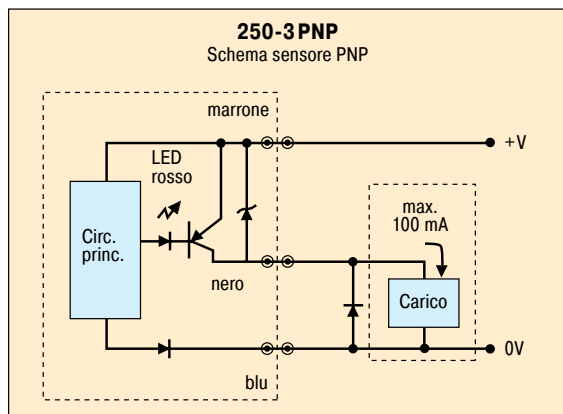 250-3 PNP
Schema sensore PNP
marrone
+V
LED
rosso
max.
100 mA
Circ.
princ.
nero
Carico
0V
blu